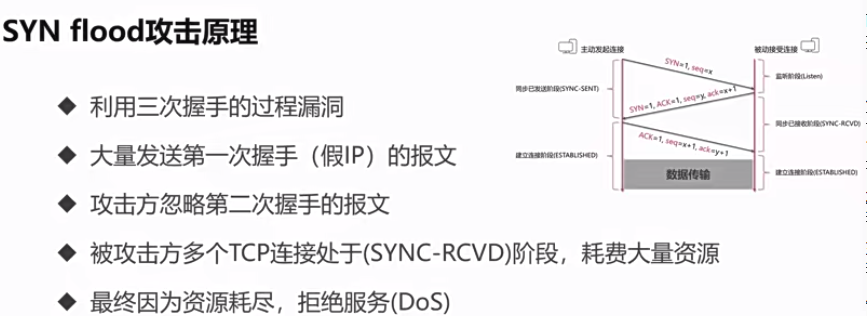 SYN flood攻击原理
◆ 利用三次握手的过程漏洞
◆ 大量发送第一次握手（假IP）的报文
◆ 攻击方忽略第二次握手的报文
◆ 被攻击方多个TCP连接处于(SYNC-RCVD)阶段，耗费大量资源
◆ 最终因为资源耗尽，拒绝服务(DoS)
主动发起连接
被动接受连接
SYN=1, seq=x
监听阶段(Listen)
同步已发送阶段(SYNC-SENT)
SYN=1, ACK=1, seq=y, ack=x+1
同步已接收阶段(SYNC-RCVD)
ACK=1, seq=x+1, ack=y+1
建立连接阶段(ESTABLISHED)
数据传输
建立连接阶段(ESTABLISHED)